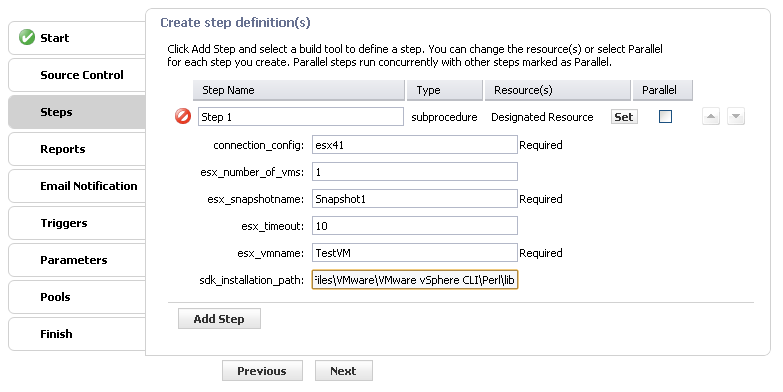 Create step definition(s)
Start
Click Add Step and select a build tool to define a step. You can change the resource(s) or select Parallel
for each step you create. Parallel steps run concurrently with other steps marked as Parallel.
Source Control
Step Name Type Resource(s) Parallel
Steps
Step 1 subprocedure Designated Resource Set
Reports
connection_config: esx41 Required
Email Notification
esx_number_of_vms: 1
esx_snapshotname: Snapshot1 Required
Triggers
esx_timeout: 10
Parameters
esx_vmname: TestVM Required
sdk_installation_path: Files\VMware\VMware vSphere CLI\Perl\lib
Pools
Add Step
Finish
Previous Next